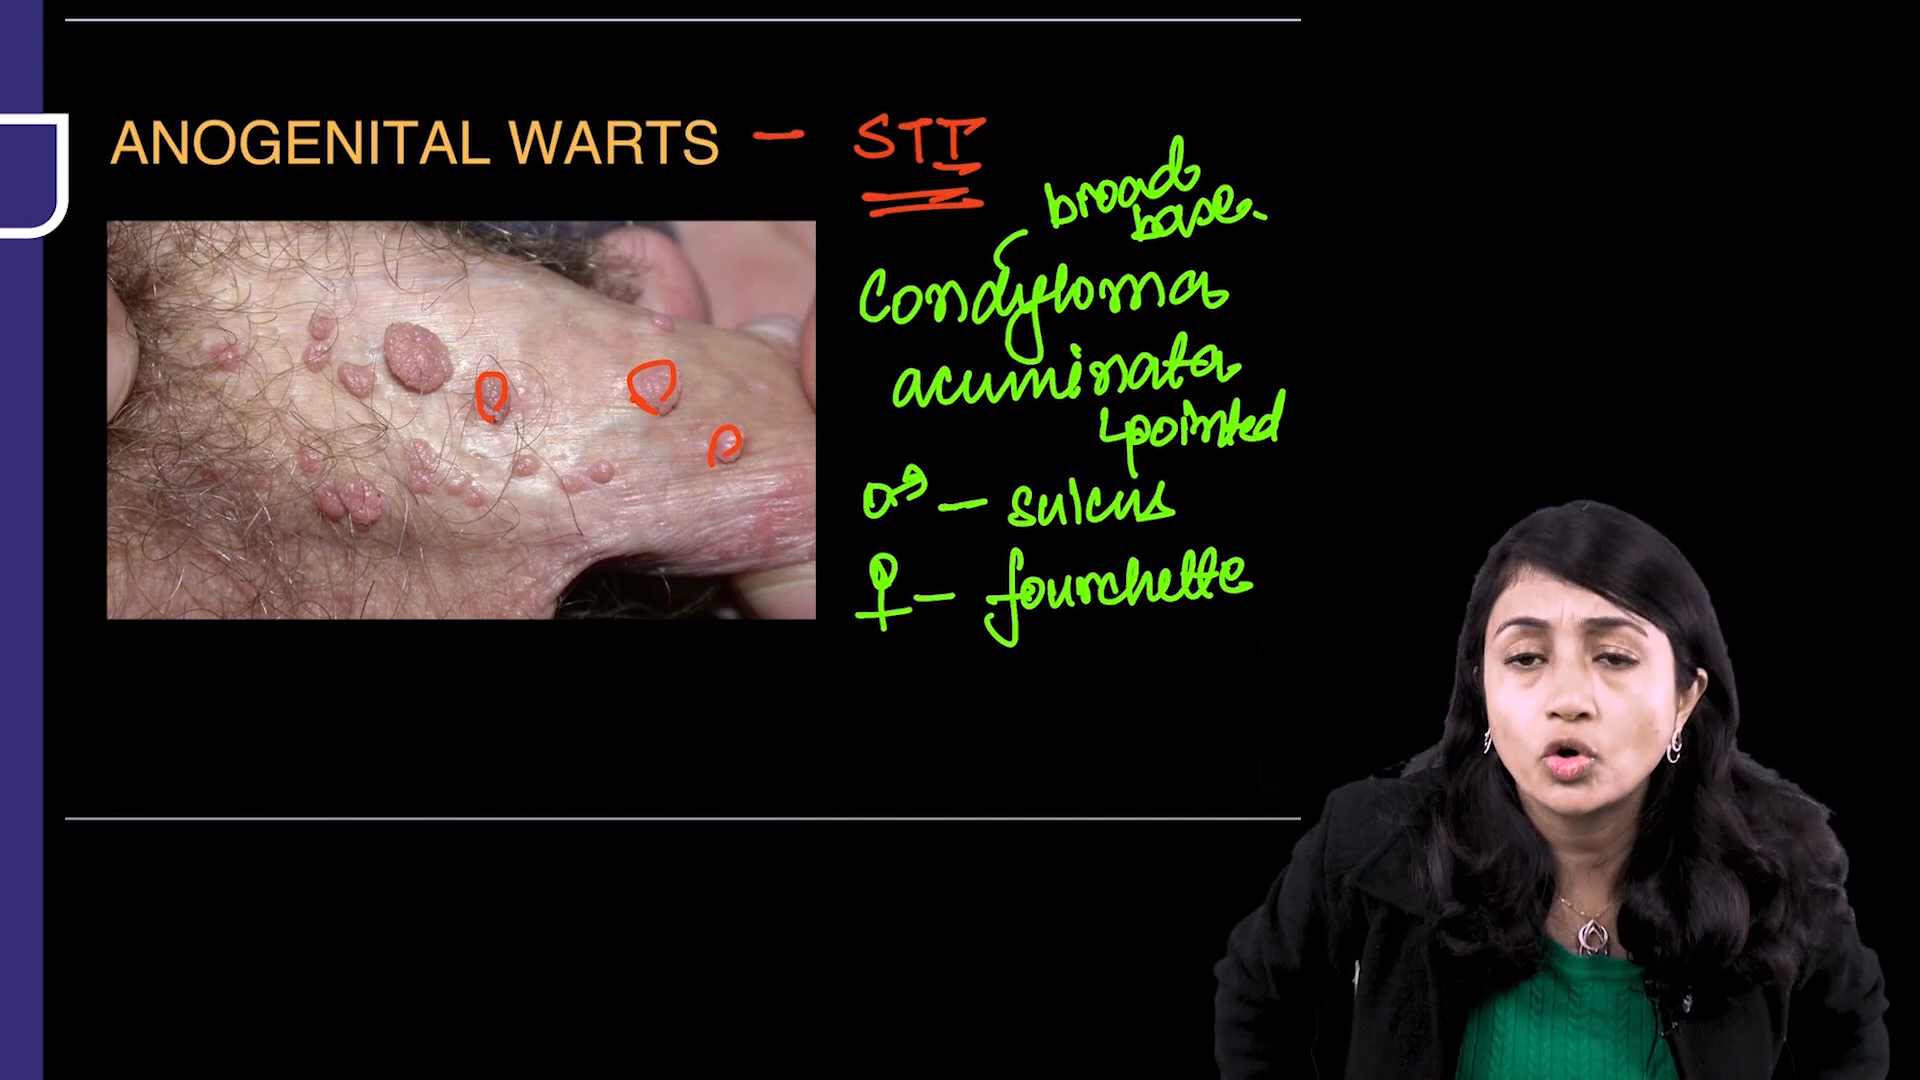 ANOGENITAL WARTS - STI
broad
base.
condyloma
acuminata
↳pointed
♂ - sulcus
♀ - fourchette